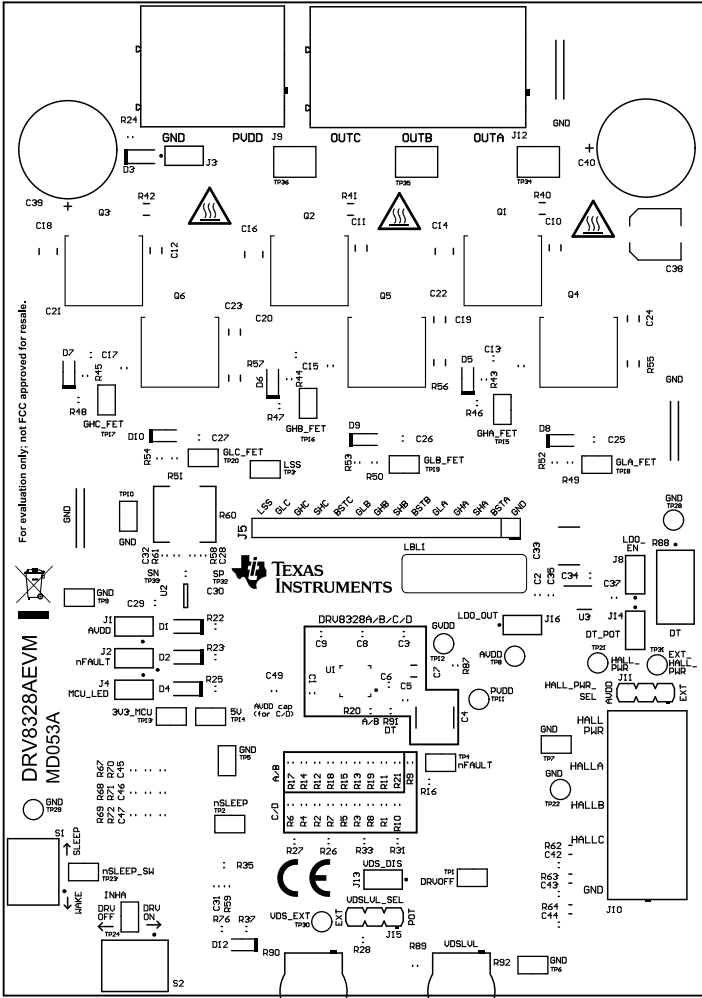 R24
GND
PVDD
J9
OUTC
OUTB
OUTA
J12
GND
D3
J3
TP36
TP35
TP34
C40
C39
Q3
R42
Q2
R41
Q1
R40
C18
C12
C16
C11
C14
C10
C38
Q6
Q5
Q4
C21
C23
C20
C22
C19
C24
For evaluation only; not FCC approved for resale.
D7
C17
R45
R57
D6
R44
C15
R56
D5
C13
R43
R55
R48
R47
R46
GND
GHC_FET
TP17
GHB_FET
TP16
GHA_FET
TP15
D10
C27
D9
C26
D8
C25
R54
GLC_FET
TP20
LSS
TP3
R53
R50
GLB_FET
TP19
R52
R49
GLA_FET
TP18
R51
TP10
GND
GND
R60
J5
LSS
GLC
GHC
SHC
BSTC
GLB
GHB
SHB
BSTB
GLA
GHA
SHA
BSTA
GND
GND
TP28
C32
R61
R58
C28
SN
TP33
SP
TP32
U2
C30
C29
TEXAS
INSTRUMENTS
LBL1
C33
C2
C35
C34
C37
U3
LDO_
EN
J8
R88
DT
J14
DT_POT
GND
TP9
J1
AVDD
D1
R22
J2
nFAULT
D2
R23
J4
MCU_LED
D4
R25
3V3_MCU
TP13
5V
TP14
DRV8328A/B/C/D
C9
C8
C3
U1
C1
C6
C5
R20
A/B
R91
DT
C49
AVDD cap
(for C/D)
GVDD
TP12
C7
R87
C4
LDO_OUT
J16
AVDD
TP8
PVDD
TP11
TP21
HALL_
PWR
TP31
EXT_
HALL_
PWR
HALL_PWR_
SEL
AVDD
J11
EXT
DRV8328AEVM
MD053A
GND
TP5
A/B
R17
R14
R12
R18
R15
R13
R19
R11
R21
R9
C/D
R6
R4
R2
R7
R5
R3
R8
R1
R10
R27
R26
R33
R31
TP4
nFAULT
R16
GND
TP7
GND
TP22
HALL
PWR
HALLA
HALLB
HALLC
GND
J10
R67
R70
C45
R68
R71
C46
R69
R72
C47
GND
TP29
nSLEEP
TP2
S1
SLEEP
WAKE
nSLEEP_SW
TP23
INHA
DRV
OFF
DRV
ON
TP24
S2
R35
C31
R59
R76
R37
D12
CE
VDS_DIS
J13
DRVOFF
TP1
VDS_EXT
TP30
VDSLVL_SEL
EXT
POT
J15
R28
R90
R89
VDSLVL
R92
GND
TP6
R62
C42
R63
C43
R64
C44